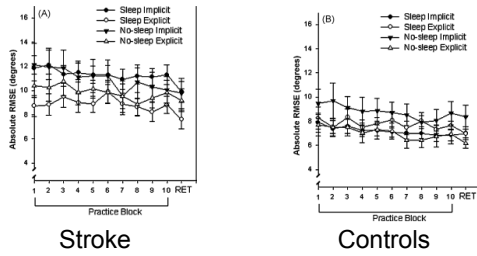 (A)
Sleep Implicit
Sleep Explicit
No-sleep Implicit
No-sleep Explicit
Absolute RMSE (degrees)
16
14
12
10
8
6
4
1 2 3 4 5 6 7 8 9 10 RET
Practice Block
Stroke
(B)
Sleep Implicit
Sleep Explicit
No-sleep Implicit
No-sleep Explicit
Absolute RMSE (degrees)
16
14
12
10
8
6
4
1 2 3 4 5 6 7 8 9 10 RET
Practice Block
Controls